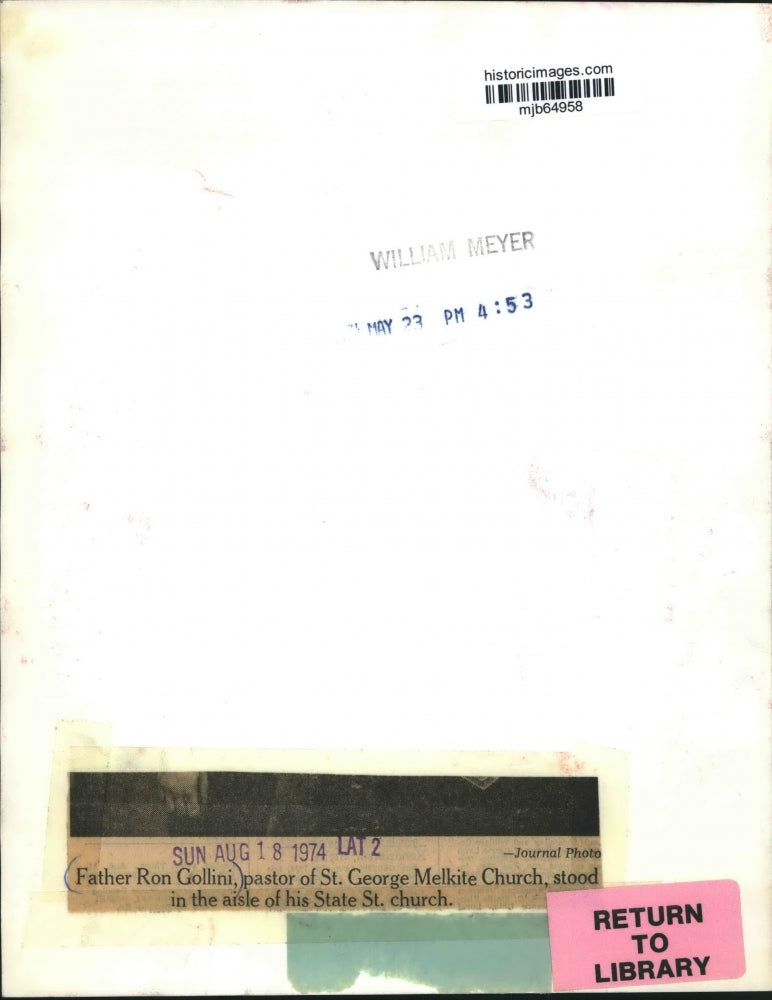 historicimages.com
mjb64958
WILLIAM MEYER
MAY 23 PM 4:53
SUN AUG 18 1974 LAT 2
—Journal Photo
(Father Ron Gollini,) pastor of St. George Melkite Church, stood
in the aisle of his State St. church.
RETURN
TO
LIBRARY